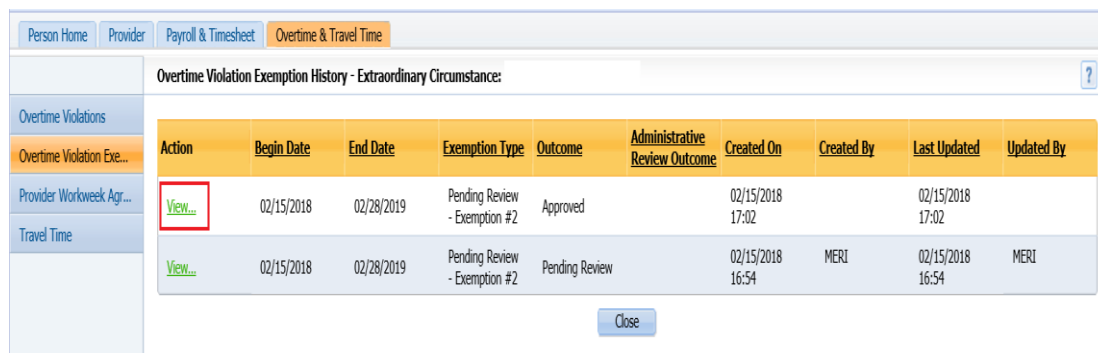 Person Home Provider Payroll & Timesheet Overtime & Travel Time
Overtime Violation Exemption History - Extraordinary Circumstance:
?
Overtime Violations
Overtime Violation Exe...
Provider Workweek Agr...
Travel Time
Action Begin Date End Date Exemption Type Outcome Administrative Review Outcome Created On Created By Last Updated Updated By
View... 02/15/2018 02/28/2019 Pending Review - Exemption #2 Approved 02/15/2018 17:02 02/15/2018 17:02
View... 02/15/2018 02/28/2019 Pending Review - Exemption #2 Pending Review 02/15/2018 16:54 MERI 02/15/2018 16:54 MERI
Close